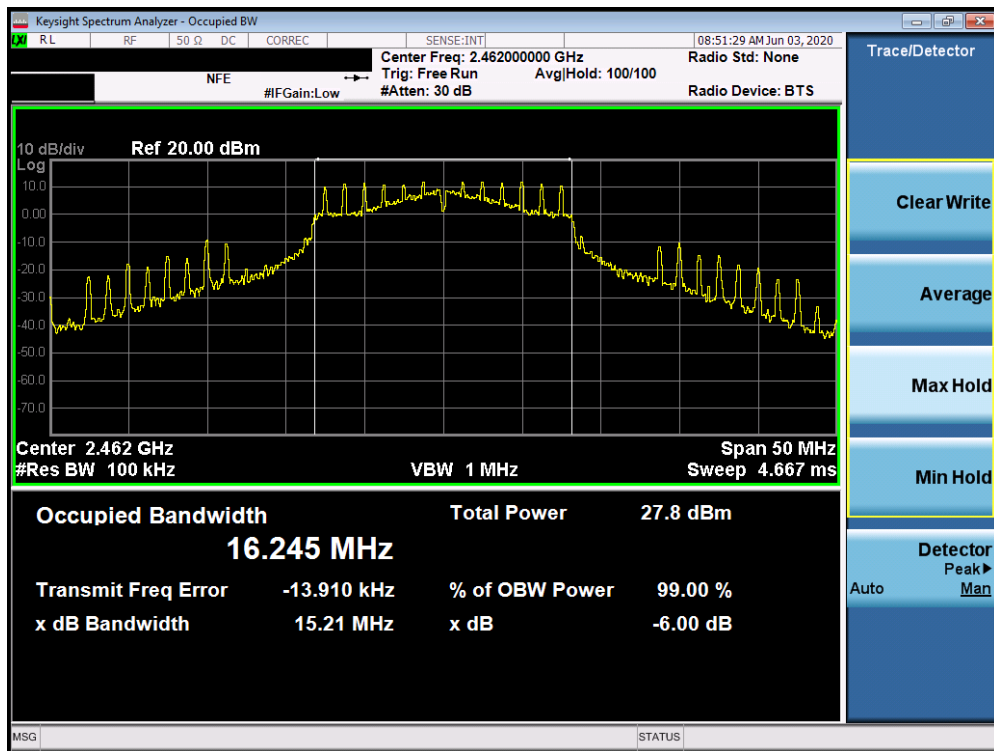 Keysight Spectrum Analyzer - Occupied BW
LXI RL RF 50 Ω DC CORREC SENSE:INT 08:51:29 AM Jun 03, 2020
Center Freq: 2.462000000 GHz Radio Std: None
NFE Trig: Free Run Avg|Hold: 100/100
#IFGain:Low #Atten: 30 dB Radio Device: BTS
Trace/Detector
10 dB/div Ref 20.00 dBm
Log
10.0
0.00
-10.0
-20.0
-30.0
-40.0
-50.0
-60.0
-70.0
Center 2.462 GHz Span 50 MHz
#Res BW 100 kHz VBW 1 MHz Sweep 4.667 ms
Occupied Bandwidth Total Power 27.8 dBm
16.245 MHz
Transmit Freq Error -13.910 kHz % of OBW Power 99.00 %
x dB Bandwidth 15.21 MHz x dB -6.00 dB
Clear Write
Average
Max Hold
Min Hold
Detector
Peak▶
Auto Man
MSG STATUS